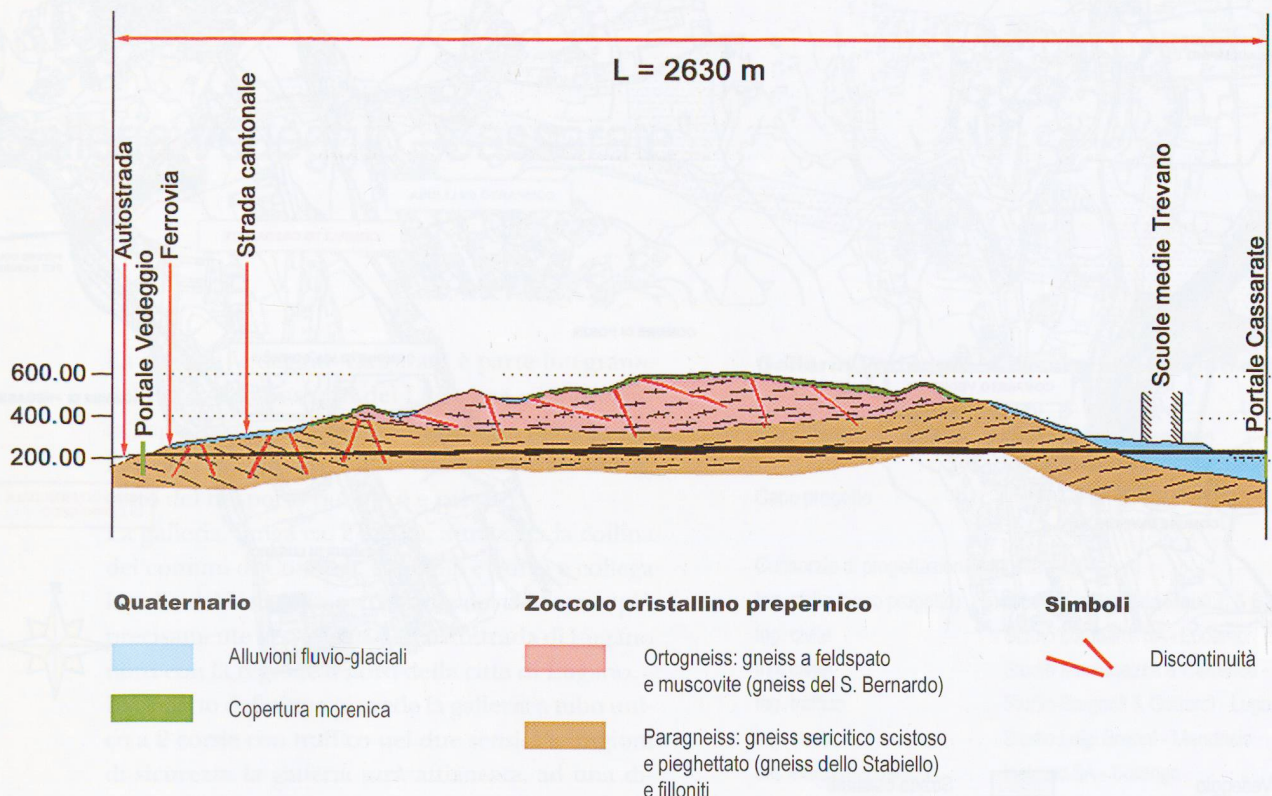 L = 2630 m
Autostrada
Portale Vedeggio
Ferrovia
Strada cantonale
Scuole medie Trevano
Portale Cassarate
600.00
400.00
200.00
Quaternario
Alluvioni fluvio-glaciali
Copertura morenica
Zoccolo cristallino prepernico
Ortogneiss: gneiss a feldspato
e muscovite (gneiss del S. Bernardo)
Paragneiss: gneiss sericitico scistoso
e pieghettato (gneiss dello Stabiello)
e filloniti
Simboli
Discontinuità